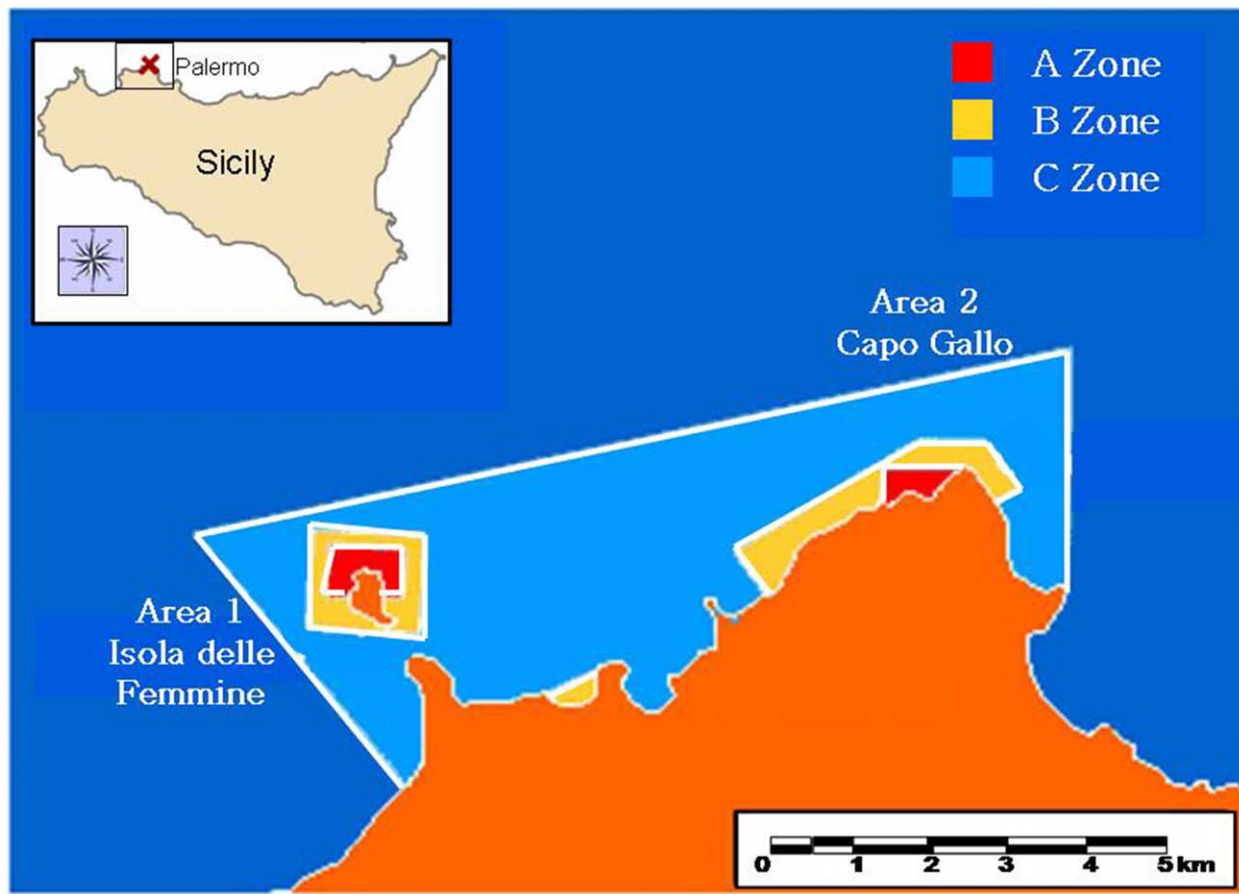 Palermo
Sicily
A Zone
B Zone
C Zone
Area 2
Capo Gallo
Area 1
Isola delle
Femmine
0 1 2 3 4 5 km